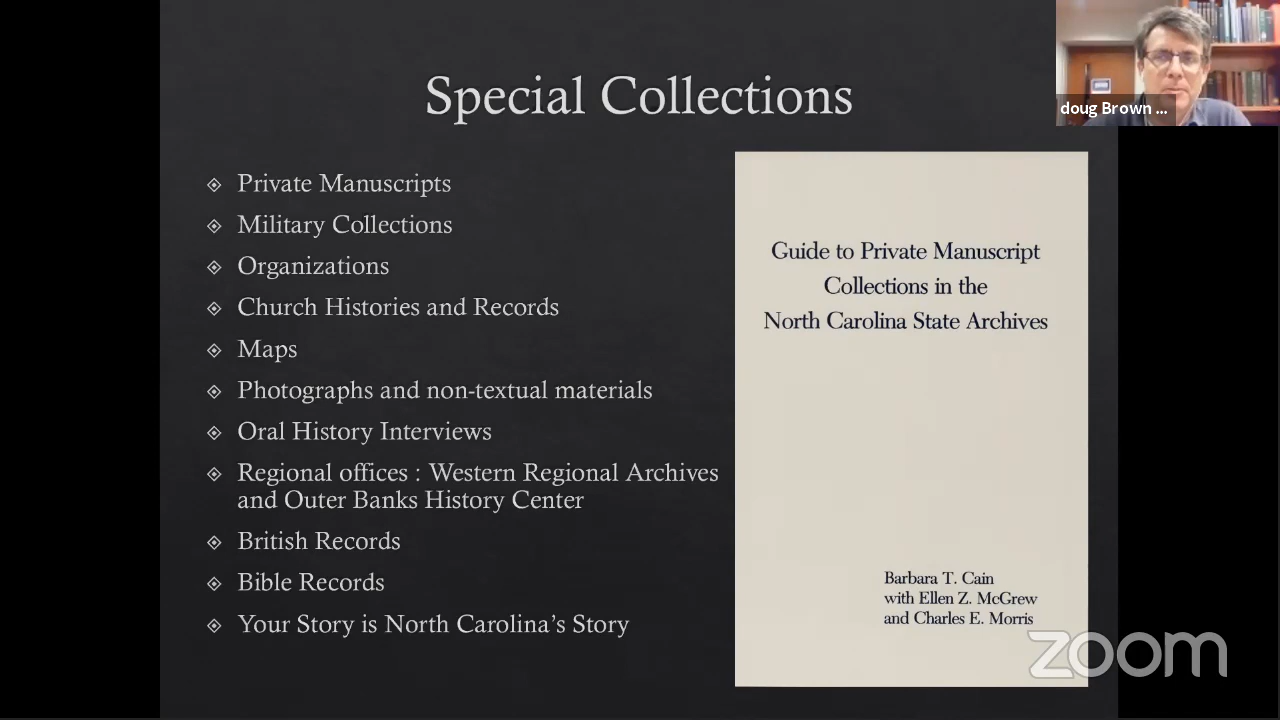 Special Collections
doug Brown ...
Private Manuscripts
Military Collections
Organizations
Church Histories and Records
Maps
Photographs and non-textual materials
Oral History Interviews
Regional offices : Western Regional Archives
and Outer Banks History Center
British Records
Bible Records
Your Story is North Carolina’s Story
Guide to Private Manuscript
Collections in the
North Carolina State Archives
Barbara T. Cain
with Ellen Z. McGrew
and Charles E. Morris
zoom